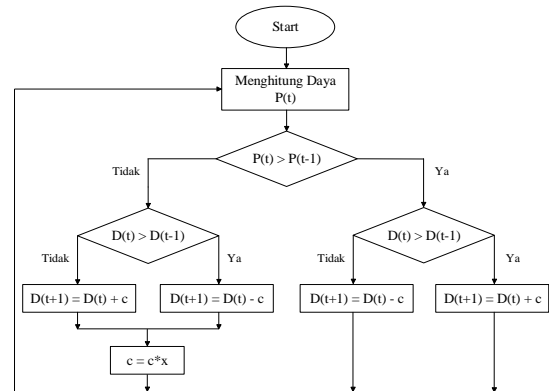 Start
Menghitung Daya
P(t)
P(t) > P(t-1)
Tidak
Ya
D(t) > D(t-1)
D(t) > D(t-1)
Tidak
Ya
Tidak
Ya
D(t+1) = D(t) + c
D(t+1) = D(t) - c
D(t+1) = D(t) - c
D(t+1) = D(t) + c
c = c*x